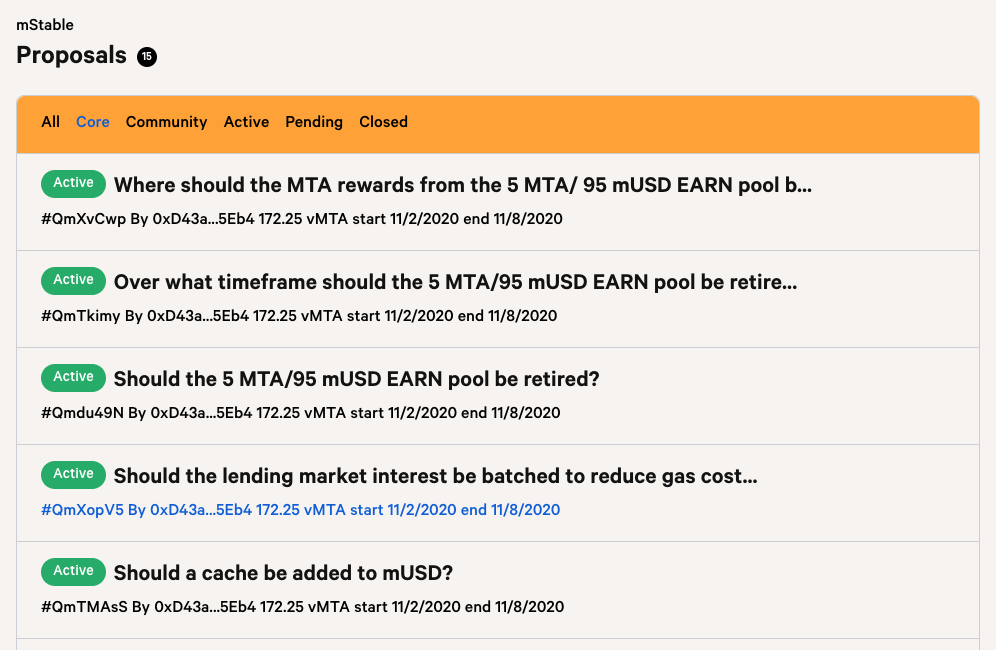 mStable
Proposals 15
All Core Community Active Pending Closed
Active Where should the MTA rewards from the 5 MTA/ 95 mUSD EARN pool b...
#QmXvCwp By 0xD43a...5Eb4 172.25 vMTA start 11/2/2020 end 11/8/2020
Active Over what timeframe should the 5 MTA/95 mUSD EARN pool be retire...
#QmTkimy By 0xD43a...5Eb4 172.25 vMTA start 11/2/2020 end 11/8/2020
Active Should the 5 MTA/95 mUSD EARN pool be retired?
#Qmdu49N By 0xD43a...5Eb4 172.25 vMTA start 11/2/2020 end 11/8/2020
Active Should the lending market interest be batched to reduce gas cost...
#QmXopV5 By 0xD43a...5Eb4 172.25 vMTA start 11/2/2020 end 11/8/2020
Active Should a cache be added to mUSD?
#QmTMAsS By 0xD43a...5Eb4 172.25 vMTA start 11/2/2020 end 11/8/2020